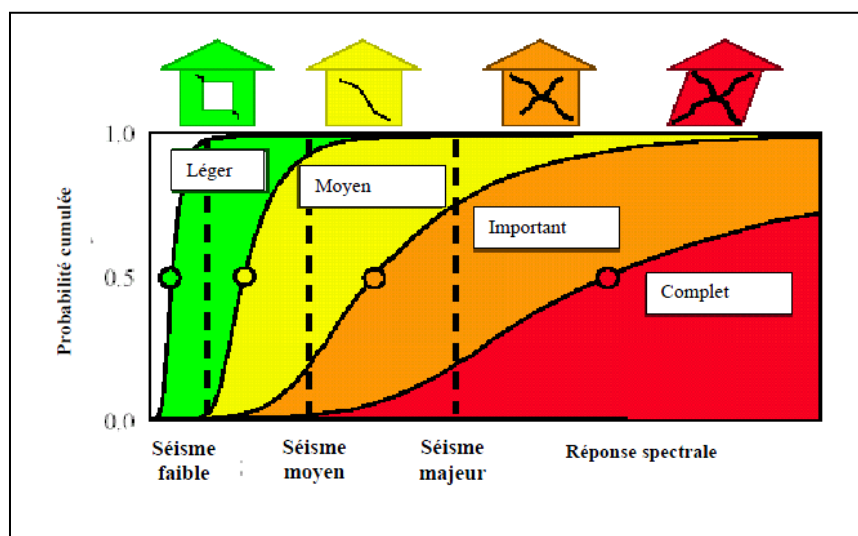 1.0
Léger
Moyen
Important
Probabilité cumulée
0.5
Complet
0.0
Séisme
faible
Séisme
moyen
Séisme
majeur
Réponse spectrale